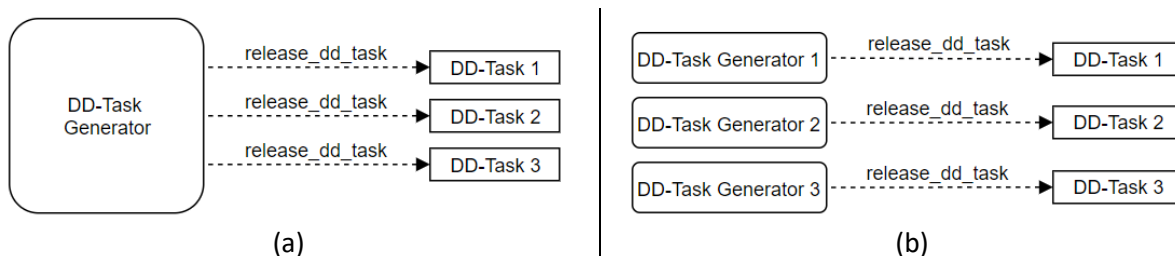 release_dd_task
DD-Task 1
DD-Task
Generator
release_dd_task
DD-Task 2
release_dd_task
DD-Task 3
(a)
DD-Task Generator 1
release_dd_task
DD-Task 1
DD-Task Generator 2
release_dd_task
DD-Task 2
DD-Task Generator 3
release_dd_task
DD-Task 3
(b)